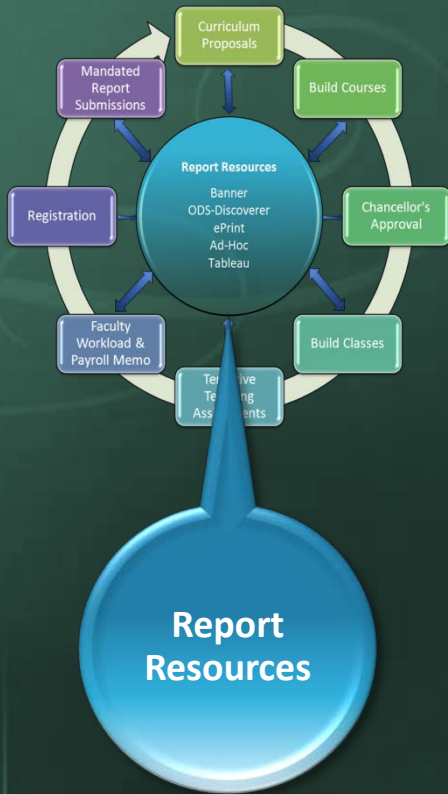 Curriculum
Proposals
Mandated
Report
Submissions
Build Courses
Report Resources
Banner
ODS-Discoverer
ePrint
Ad-Hoc
Tableau
Registration
Chancellor's
Approval
Faculty
Workload &
Payroll Memo
Build Classes
Report
Resources